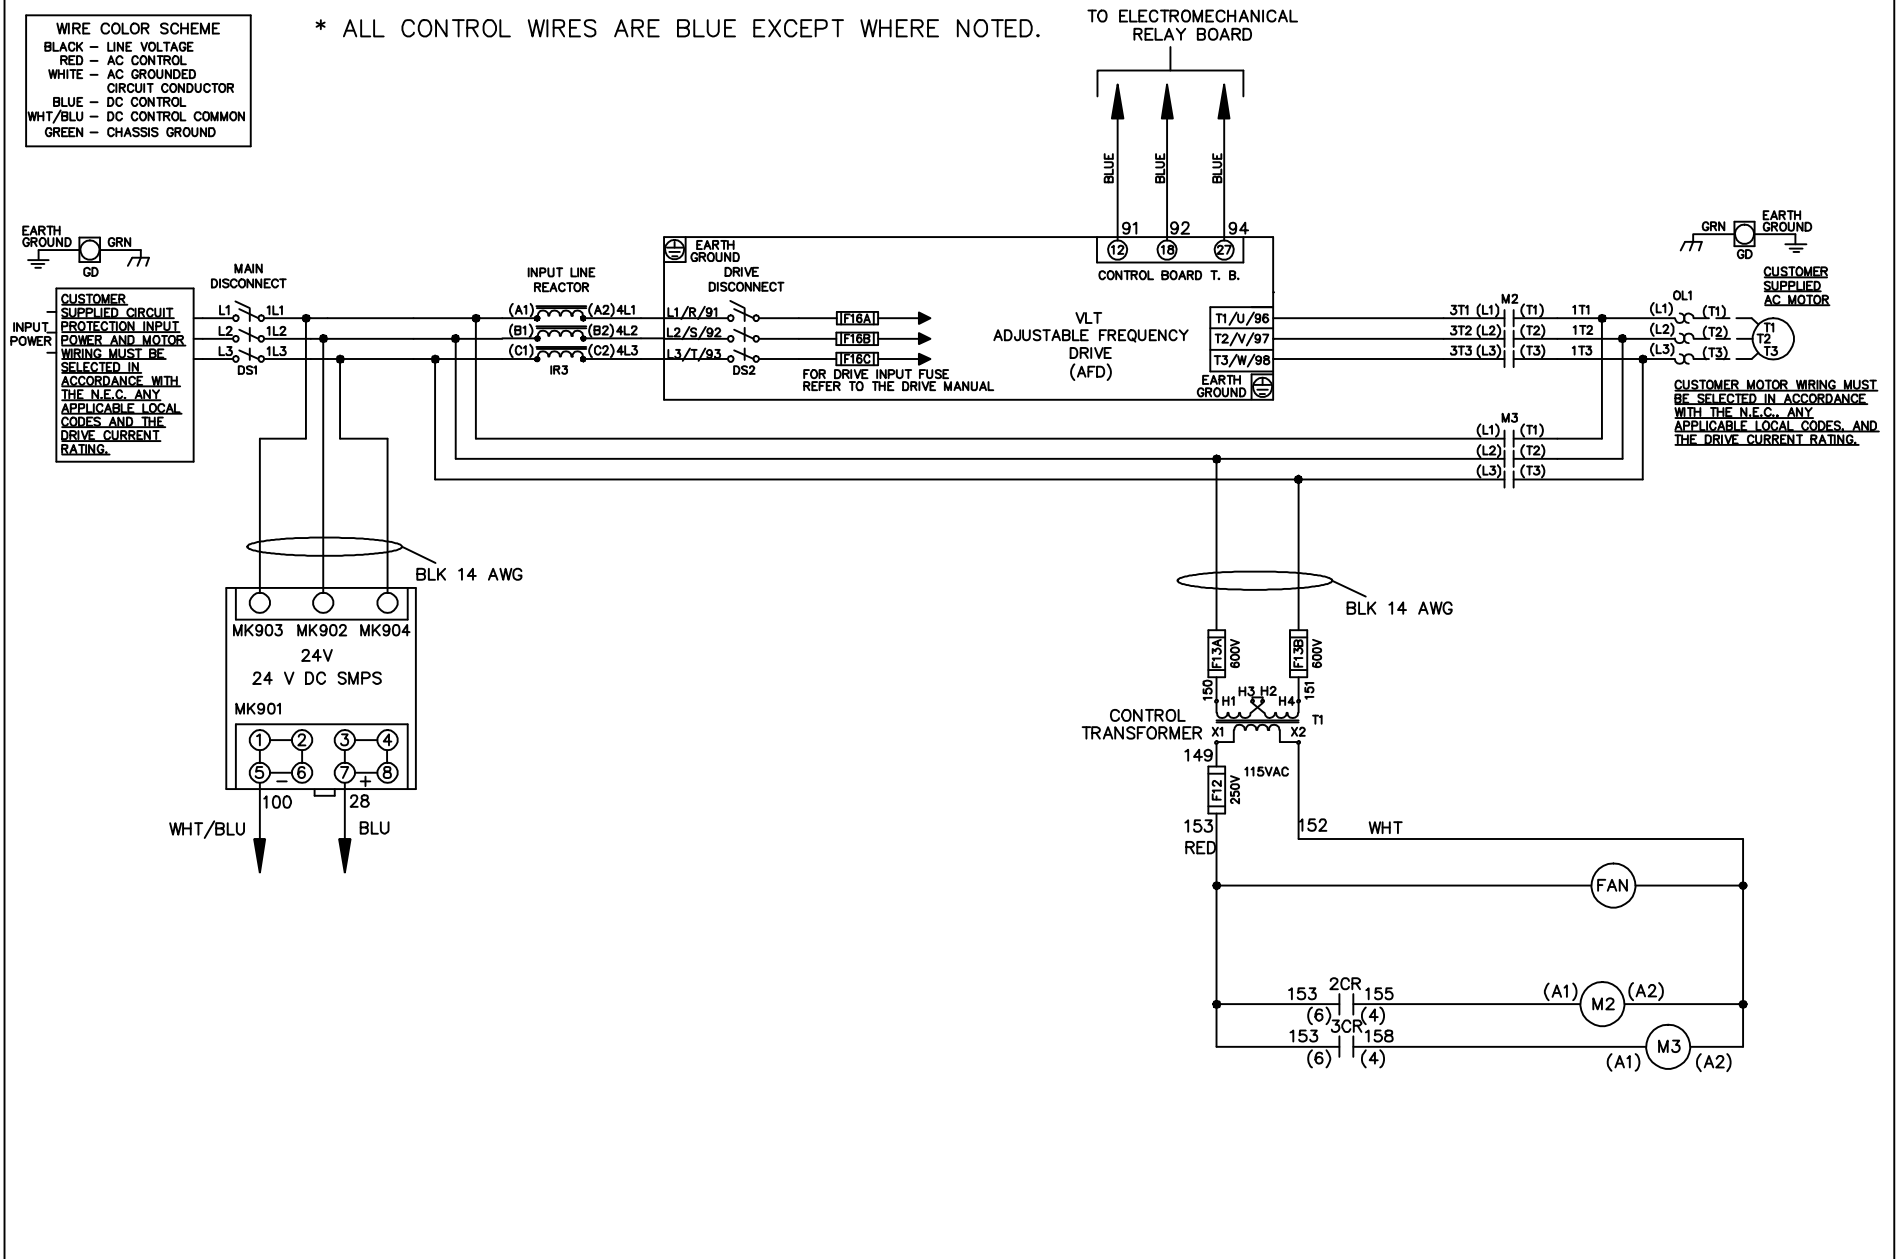 WIRE COLOR SCHEME
BLACK – LINE VOLTAGE
RED – AC CONTROL
WHITE – AC GROUNDED
CIRCUIT CONDUCTOR
BLUE – DC CONTROL
WHT/BLU – DC CONTROL COMMON
GREEN – CHASSIS GROUND
* ALL CONTROL WIRES ARE BLUE EXCEPT WHERE NOTED.
TO ELECTROMECHANICAL
RELAY BOARD
BLUE
BLUE
BLUE
91 92 94
12 18 27
CONTROL BOARD T. B.
EARTH
GROUND
GRN
GD
INPUT
POWER
CUSTOMER
SUPPLIED CIRCUIT
PROTECTION INPUT
POWER AND MOTOR
WIRING MUST BE
SELECTED IN
ACCORDANCE WITH
THE N.E.C. ANY
APPLICABLE LOCAL
CODES AND THE
DRIVE CURRENT
RATING.
MAIN
DISCONNECT
L1 1L1
L2 1L2
L3 1L3
DS1
INPUT LINE
REACTOR
(A1) (A2) 4L1
(B1) (B2) 4L2
(C1) (C2) 4L3
IR3
EARTH
GROUND
DRIVE
DISCONNECT
L1/R/91
L2/S/92
L3/T/93
DS2
F16A
F16B
F16C
FOR DRIVE INPUT FUSE
REFER TO THE DRIVE MANUAL
VLT
ADJUSTABLE FREQUENCY
DRIVE
(AFD)
T1/U/96
T2/V/97
T3/W/98
EARTH
GROUND
M2
3T1 (L1) (T1) 1T1
3T2 (L2) (T2) 1T2
3T3 (L3) (T3) 1T3
M3
(L1) (T1)
(L2) (T2)
(L3) (T3)
OL1
(L1) (T1)
(L2) (T2)
(L3) (T3)
T1
T2
T3
GRN
GD
EARTH
GROUND
CUSTOMER
SUPPLIED
AC MOTOR
CUSTOMER MOTOR WIRING MUST
BE SELECTED IN ACCORDANCE
WITH THE N.E.C., ANY
APPLICABLE LOCAL CODES, AND
THE DRIVE CURRENT RATING.
BLK 14 AWG
MK903 MK902 MK904
24V
24 V DC SMPS
MK901
1 2 3 4
5 – 6 7 + 8
100 28
WHT/BLU BLU
BLK 14 AWG
F13A 600V
F13B 600V
150 151
H1 H3 H2 H4
T1
CONTROL
TRANSFORMER
X1 X2
149
115VAC
F12 250V
153
RED
152 WHT
FAN
2CR
153 155
(6) (4)
(A1) M2 (A2)
3CR
153 158
(6) (4)
(A1) M3 (A2)